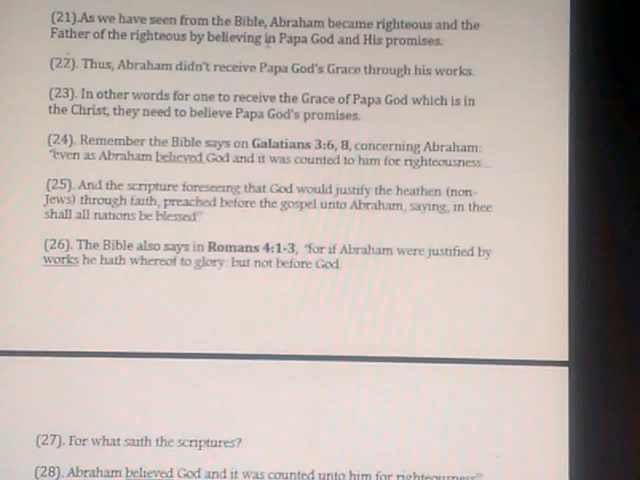 (21).As we have seen from the Bible, Abraham became righteous and the
Father of the righteous by believing in Papa God and His promises.
(22). Thus, Abraham didn't receive Papa God's Grace through his works.
(23). In other words for one to receive the Grace of Papa God which is in
the Christ, they need to believe Papa God's promises.
(24). Remember the Bible says on Galatians 3:6, 8, concerning Abraham:
"even as Abraham believed God and it was counted to him for righteousness...
(25). And the scripture foreseeing that God would justify the heathen (non-
Jews) through faith, preached before the gospel unto Abraham, saying, in thee
shall all nations be blessed"
(26). The Bible also says in Romans 4:1-3, "for if Abraham were justified by
works he hath whereof to glory: but not before God.
(27). For what saith the scriptures?
(28). Abraham believed God and it was counted unto him for righteousness"